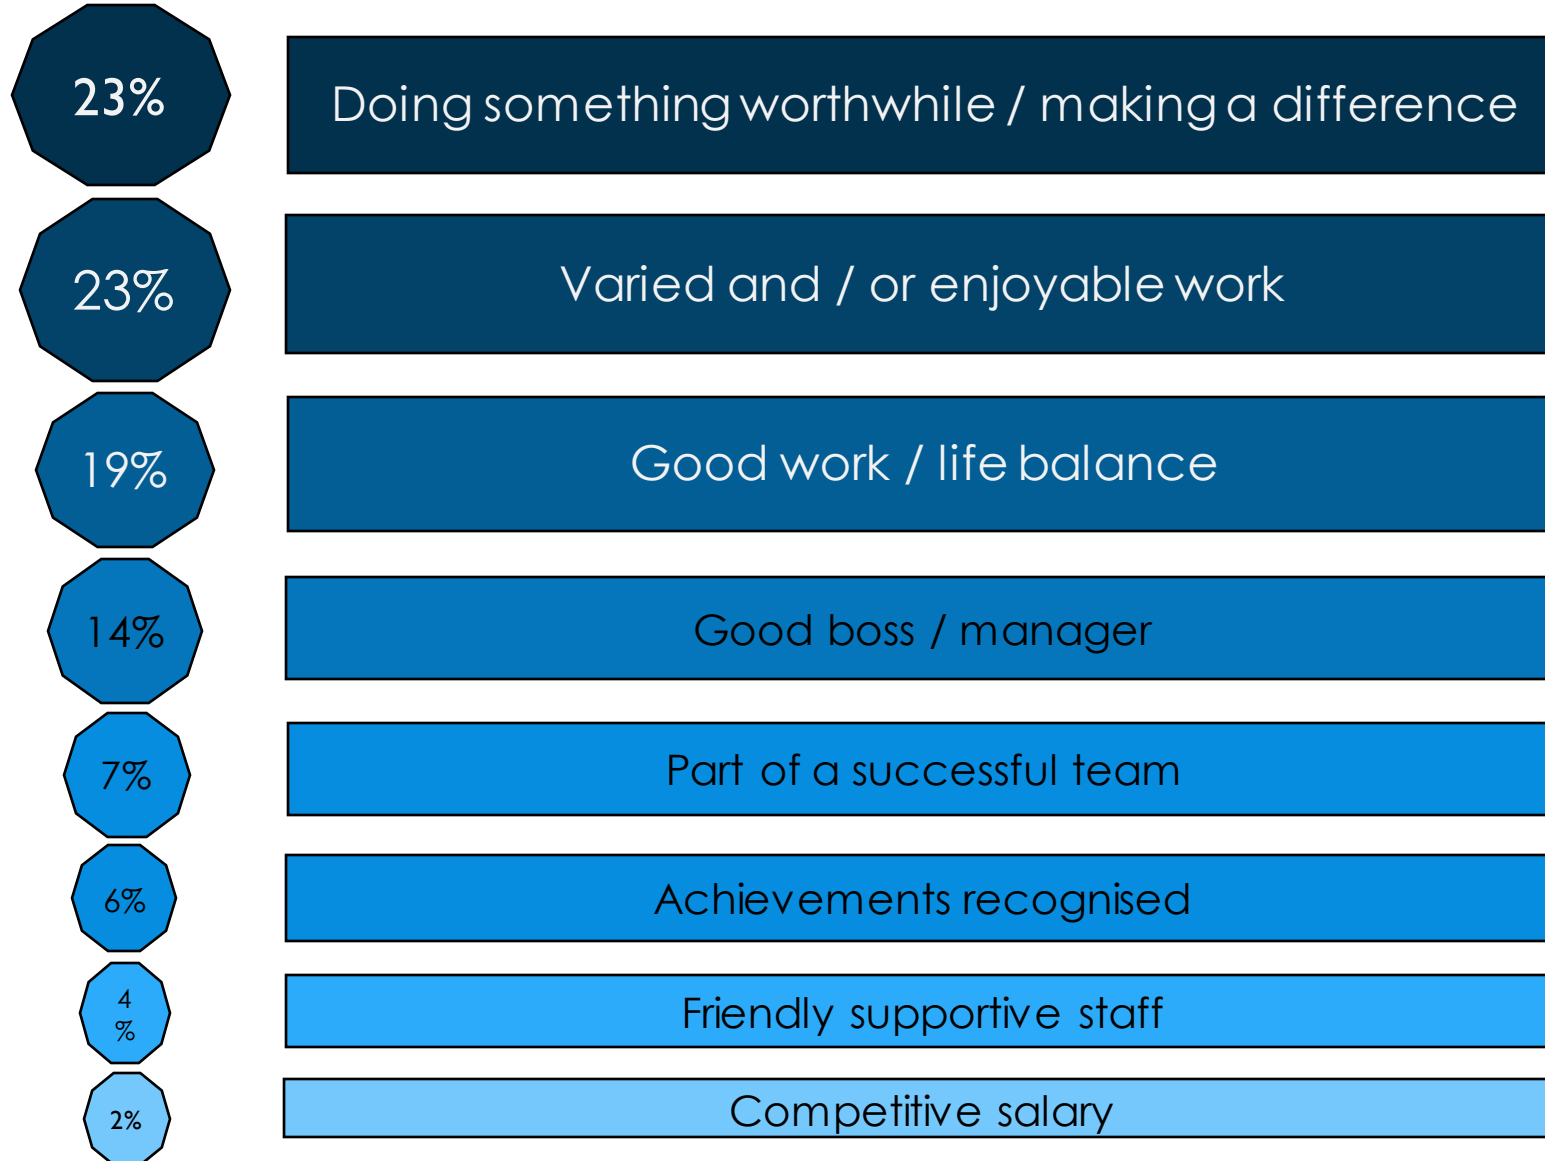 23%
Doing something worthwhile / making a difference
23%
Varied and / or enjoyable work
19%
Good work / life balance
14%
Good boss / manager
7%
Part of a successful team
6%
Achievements recognised
4
%
Friendly supportive staff
2%
Competitive salary